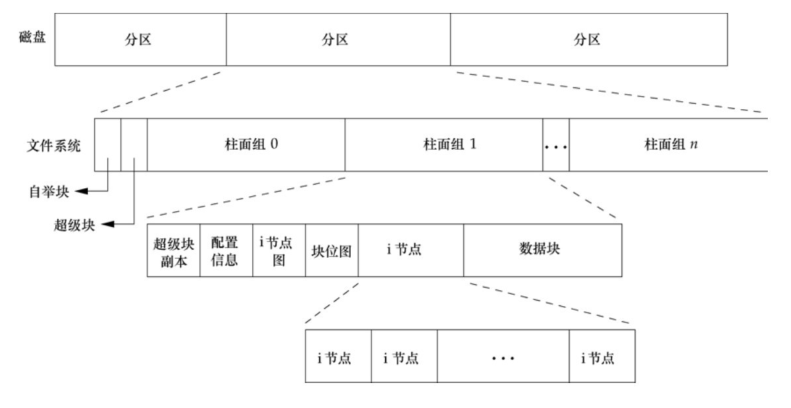 磁盘
分区
分区
分区
文件系统
柱面组 0
柱面组 1
...
柱面组 n
自举块
超级块
超级块
副本
配置
信息
i 节点
图
块位图
i 节点
数据块
i 节点
i 节点
...
i 节点